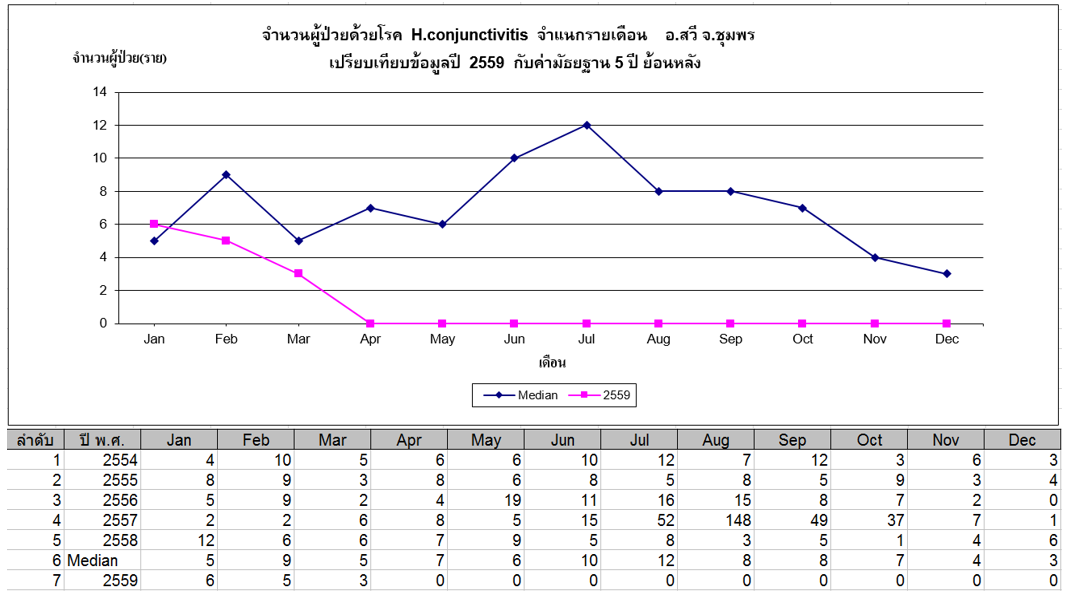 จำนวนผู้ป่วยด้วยโรค H.conjunctivitis จำแนกรายเดือน อ.สวี จ.ชุมพร
เปรียบเทียบข้อมูลปี 2559 กับค่ามัธยฐาน 5 ปี ย้อนหลัง
จำนวนผู้ป่วย(ราย)
14
12
10
8
6
4
2
0
Jan Feb Mar Apr May Jun Jul Aug Sep Oct Nov Dec
เดือน
Median 2559
ลำดับ ปี พ.ศ. Jan Feb Mar Apr May Jun Jul Aug Sep Oct Nov Dec
1 2554 4 10 5 6 6 10 12 7 12 3 6 3
2 2555 8 9 3 8 6 8 5 8 5 9 3 4
3 2556 5 9 2 4 19 11 16 15 8 7 2 0
4 2557 2 2 6 8 5 15 52 148 49 37 7 1
5 2558 12 6 6 7 9 5 8 3 5 1 4 6
6 Median 5 9 5 7 6 10 12 8 8 7 4 3
7 2559 6 5 3 0 0 0 0 0 0 0 0 0